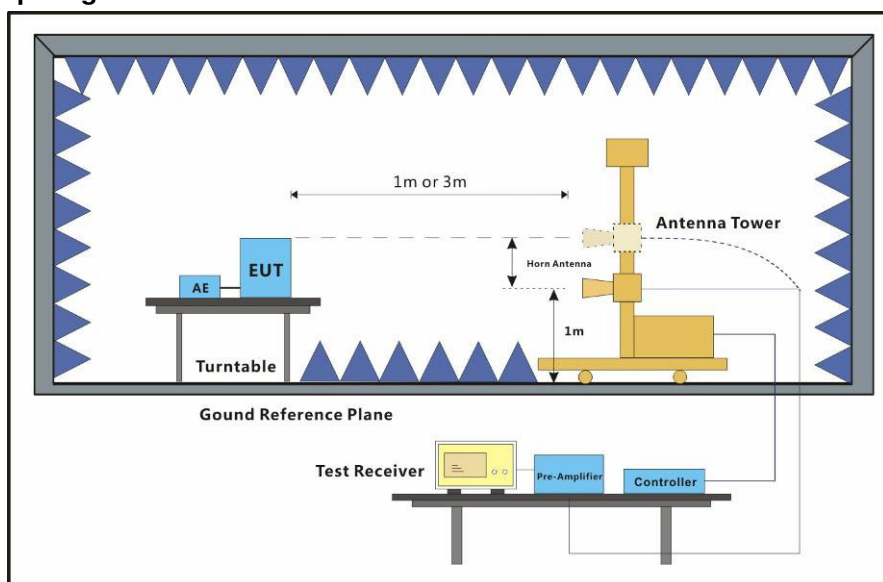 1m or 3m
Antenna Tower
Horn Antenna
EUT
AE
1m
Turntable
Gound Reference Plane
Test Receiver
Pre-Amplifier
Controller